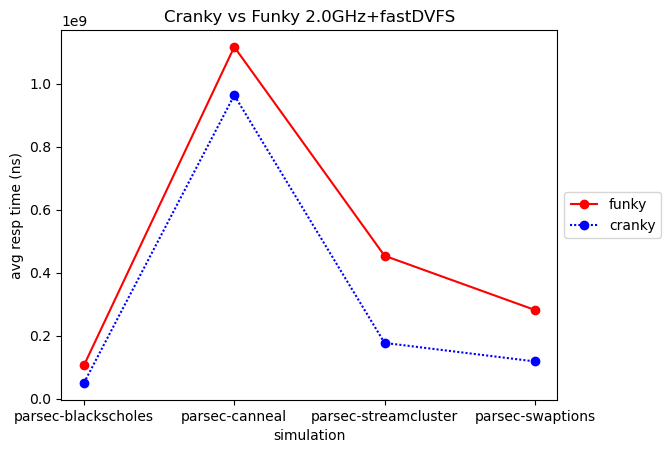 Cranky vs Funky 2.0GHz+fastDVFS
1e9
1.0
0.8
0.6
0.4
0.2
0.0
avg resp time (ns)
parsec-blackscholes parsec-canneal parsec-streamcluster parsec-swaptions
simulation
funky
cranky